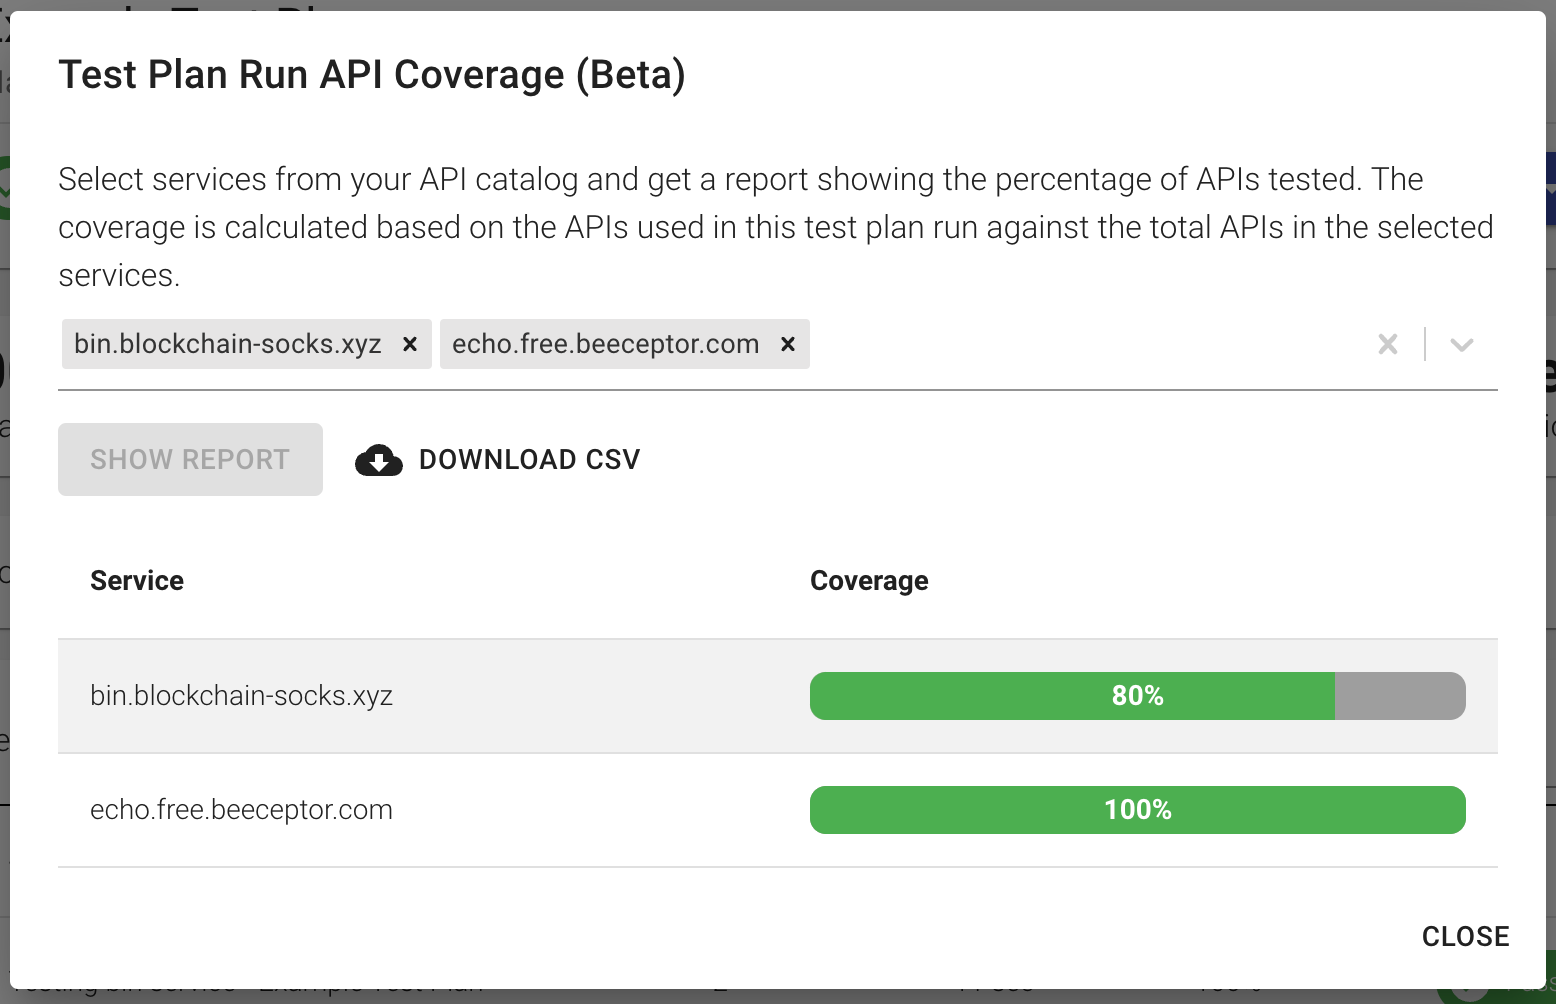 Test Plan Run API Coverage (Beta)
Select services from your API catalog and get a report showing the percentage of APIs tested. The
coverage is calculated based on the APIs used in this test plan run against the total APIs in the selected
services.
bin.blockchain-socks.xyz × echo.free.beeceptor.com ×
SHOW REPORT DOWNLOAD CSV
Service Coverage
bin.blockchain-socks.xyz 80%
echo.free.beeceptor.com 100%
CLOSE